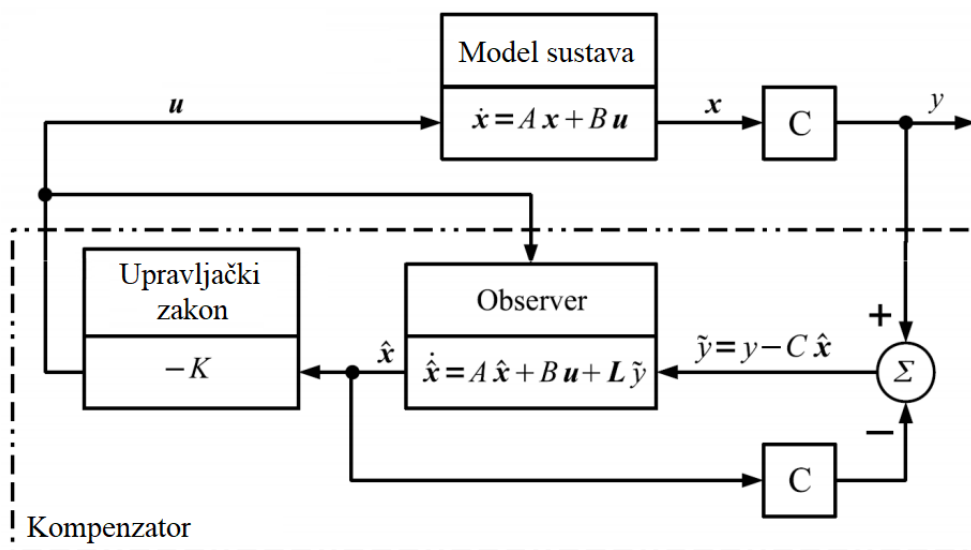 Model sustava
ẋ = A x + B u
u
x
C
y
Upravljački
zakon
−K
Observer
x̂
x̂̇ = A x̂ + B u + L ỹ
ỹ = y − C x̂
+
Σ
−
C
Kompenzator